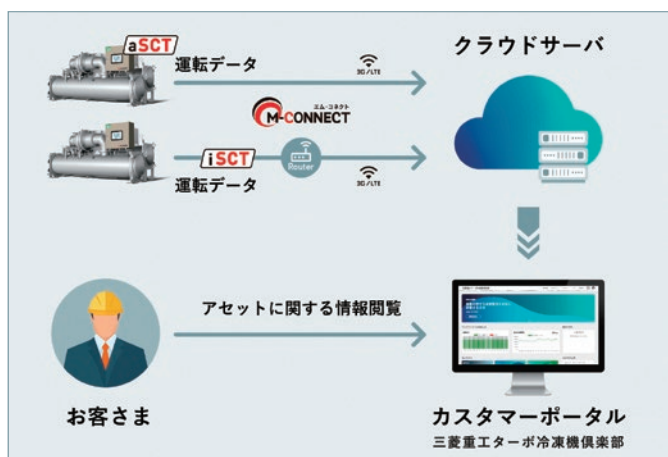 aSCT
運転データ
3G/LTE
クラウドサーバ
エム・コネクト
M-CONNECT
iSCT
運転データ
Router
3G/LTE
アセットに関する情報閲覧
お客さま
カスタマーポータル
三菱重工ターボ冷凍機倶楽部